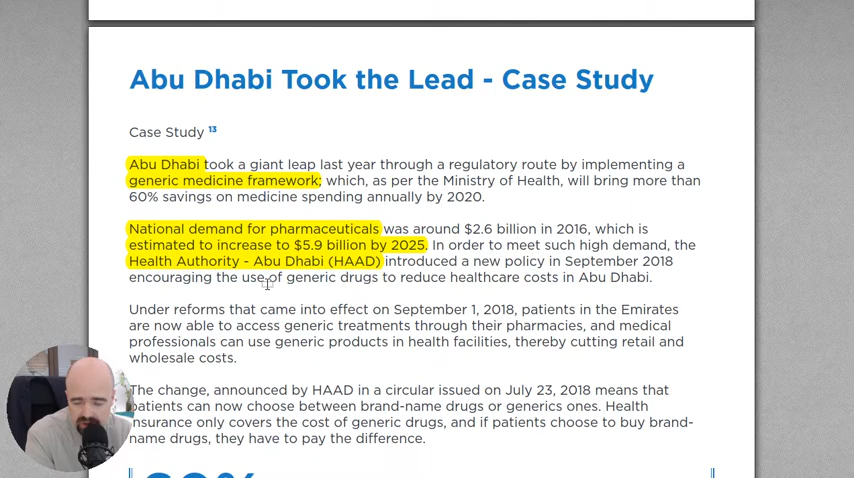 Abu Dhabi Took the Lead - Case Study
Case Study 13
Abu Dhabi took a giant leap last year through a regulatory route by implementing a
generic medicine framework; which, as per the Ministry of Health, will bring more than
60% savings on medicine spending annually by 2020.
National demand for pharmaceuticals was around $2.6 billion in 2016, which is
estimated to increase to $5.9 billion by 2025. In order to meet such high demand, the
Health Authority - Abu Dhabi (HAAD) introduced a new policy in September 2018
encouraging the use of generic drugs to reduce healthcare costs in Abu Dhabi.
Under reforms that came into effect on September 1, 2018, patients in the Emirates
are now able to access generic treatments through their pharmacies, and medical
professionals can use generic products in health facilities, thereby cutting retail and
wholesale costs.
The change, announced by HAAD in a circular issued on July 23, 2018 means that
patients can now choose between brand-name drugs or generics ones. Health
insurance only covers the cost of generic drugs, and if patients choose to buy brand-
name drugs, they have to pay the difference.